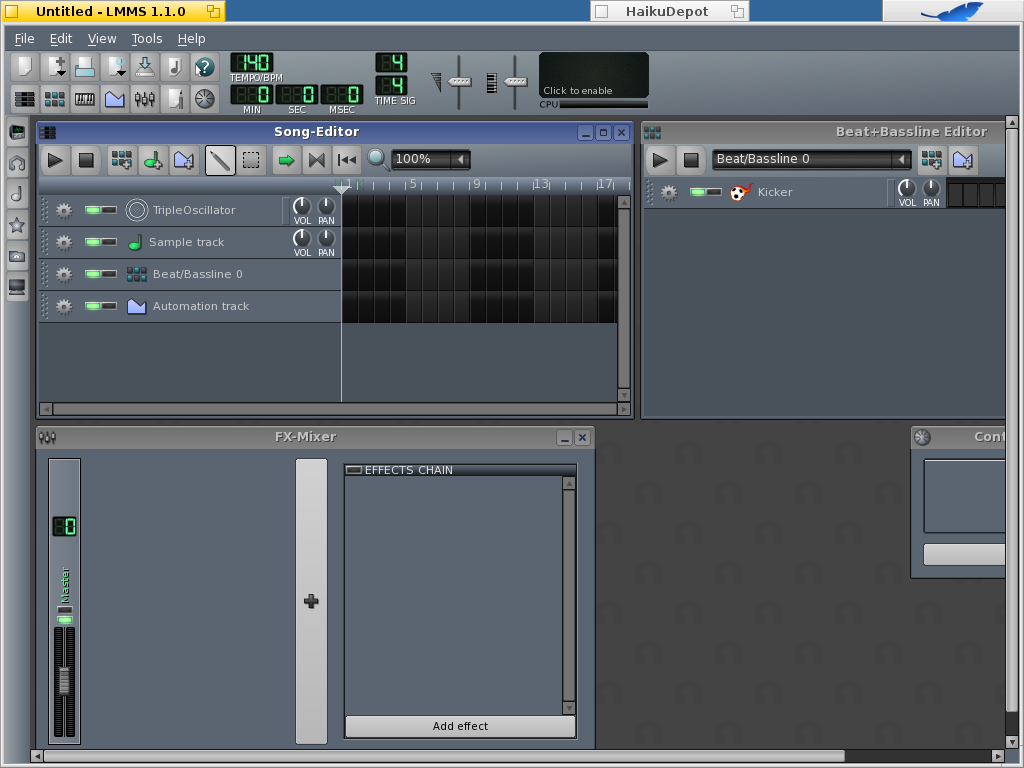 Untitled - LMMS 1.1.0
HaikuDepot
File Edit View Tools Help
140
TEMPO/BPM
0 0 0
MIN SEC MSEC
4
4
TIME SIG
Click to enable
CPU
Song-Editor
100%
1 5 9 13 17
TripleOscillator VOL PAN
Sample track VOL PAN
Beat/Bassline 0
Automation track
Beat+Bassline Editor
Beat/Bassline 0
Kicker VOL PAN
FX-Mixer
0
Master
EFFECTS CHAIN
Add effect
Cont